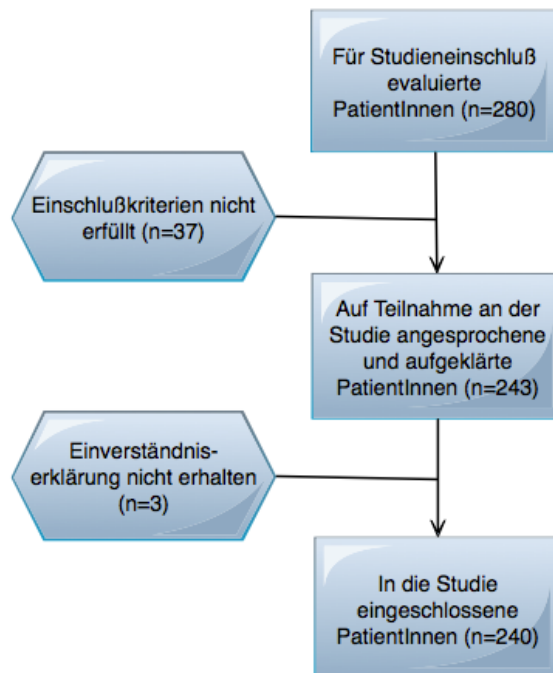 Für Studieneinschluß
evaluierte
PatientInnen (n=280)
Einschlußkriterien nicht
erfüllt (n=37)
Auf Teilnahme an der
Studie angesprochene
und aufgeklärte
PatientInnen (n=243)
Einverständnis-
erklärung nicht erhalten
(n=3)
In die Studie
eingeschlossene
PatientInnen (n=240)